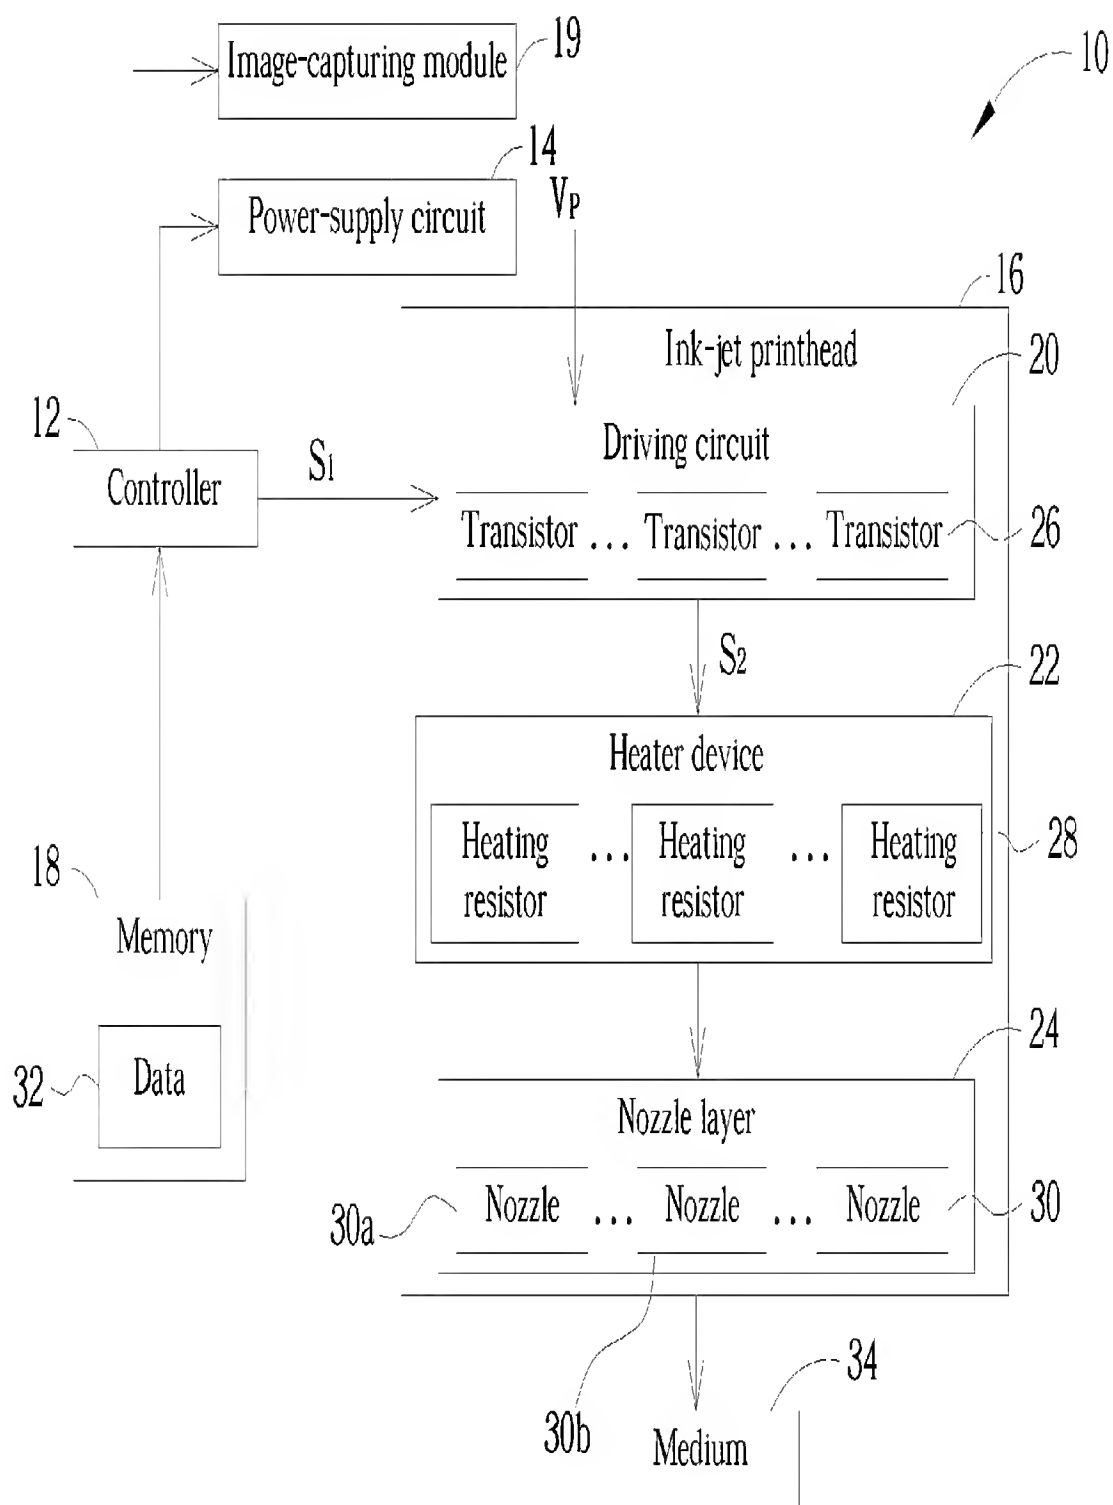 Image-capturing module
19
10
14
Power-supply circuit
VP
16
Ink-jet printhead
20
12
Controller
S1
Driving circuit
Transistor ... Transistor ... Transistor
26
S2
22
Heater device
Heating resistor ... Heating resistor ... Heating resistor
28
18
Memory
32
Data
24
Nozzle layer
30a
Nozzle ... Nozzle ... Nozzle
30
30b
34
Medium